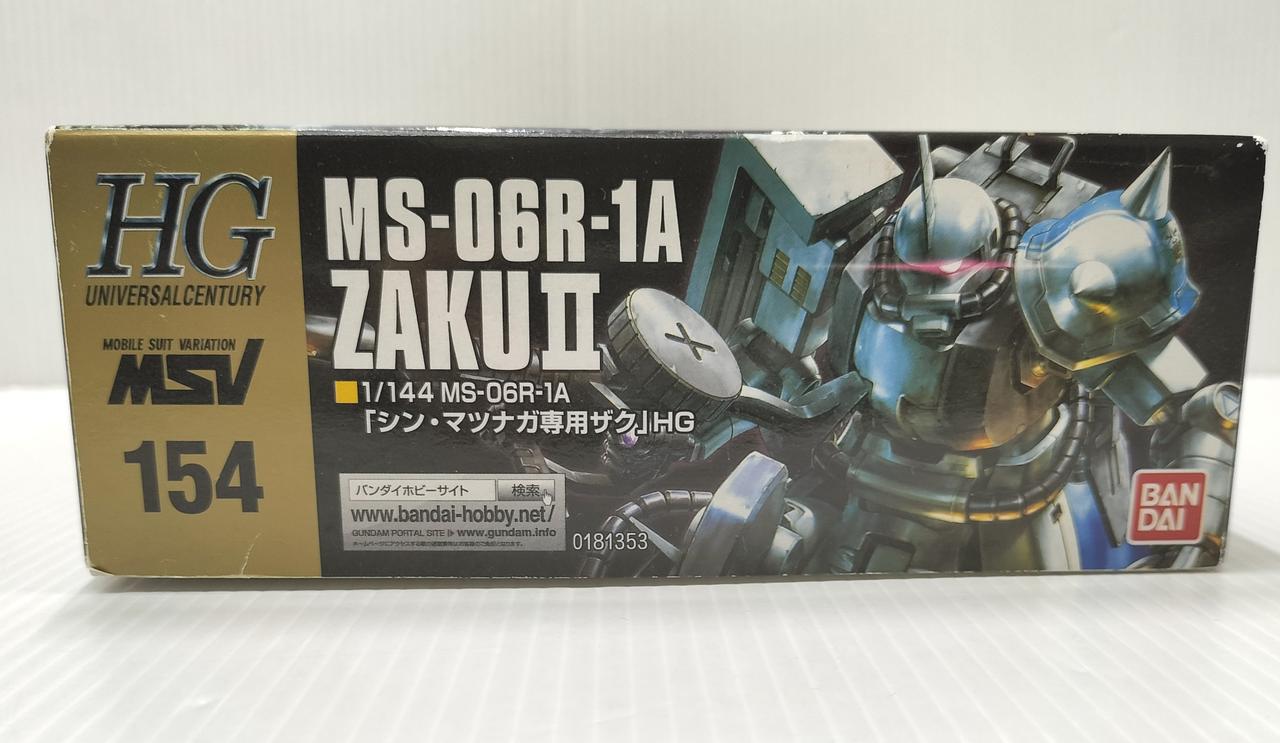 HG
UNIVERSAL CENTURY
MOBILE SUIT VARIATION
MSV
154
MS-06R-1A
ZAKU II
1/144 MS-06R-1A
「シン・マツナガ専用ザク」HG
バンダイホビーサイト 検索
www.bandai-hobby.net/
GUNDAM PORTAL SITE www.gundam.info
0181353
BAN
DAI